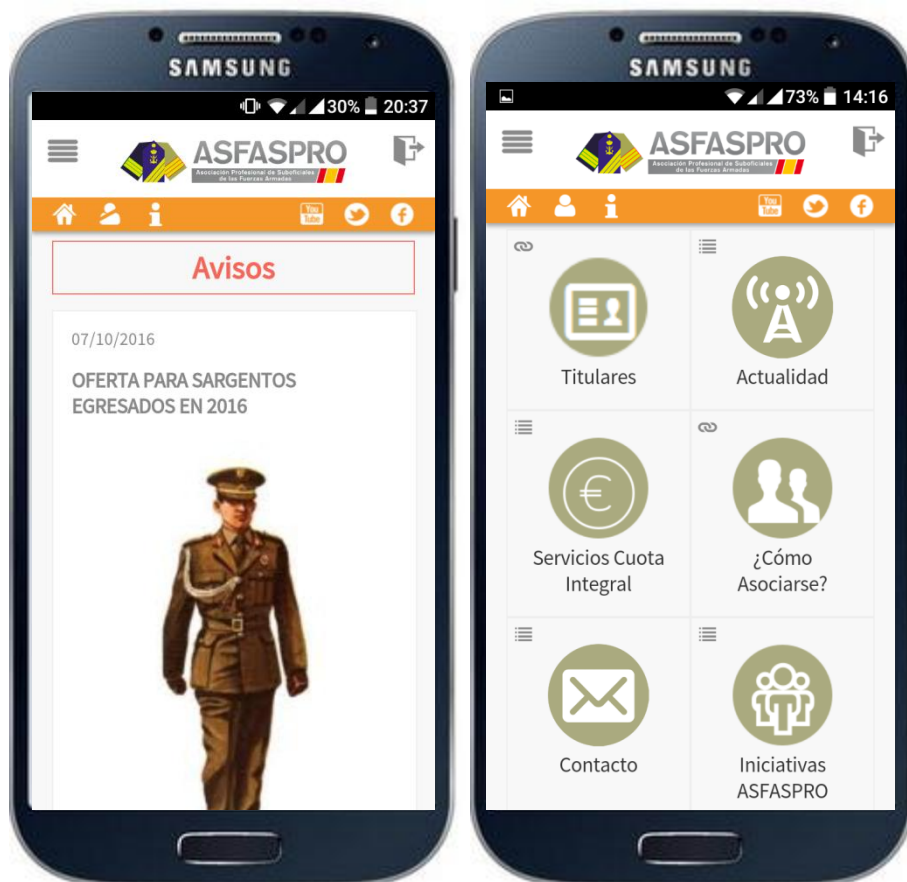 SAMSUNG
30% 20:37
ASFASPRO
Asociación Profesional de Suboficiales
de las Fuerzas Armadas
You
Tube
Avisos
07/10/2016
OFERTA PARA SARGENTOS
EGRESADOS EN 2016
SAMSUNG
73% 14:16
ASFASPRO
Asociación Profesional de Suboficiales
de las Fuerzas Armadas
You
Tube
Titulares
Actualidad
Servicios Cuota
Integral
¿Cómo
Asociarse?
Contacto
Iniciativas
ASFASPRO